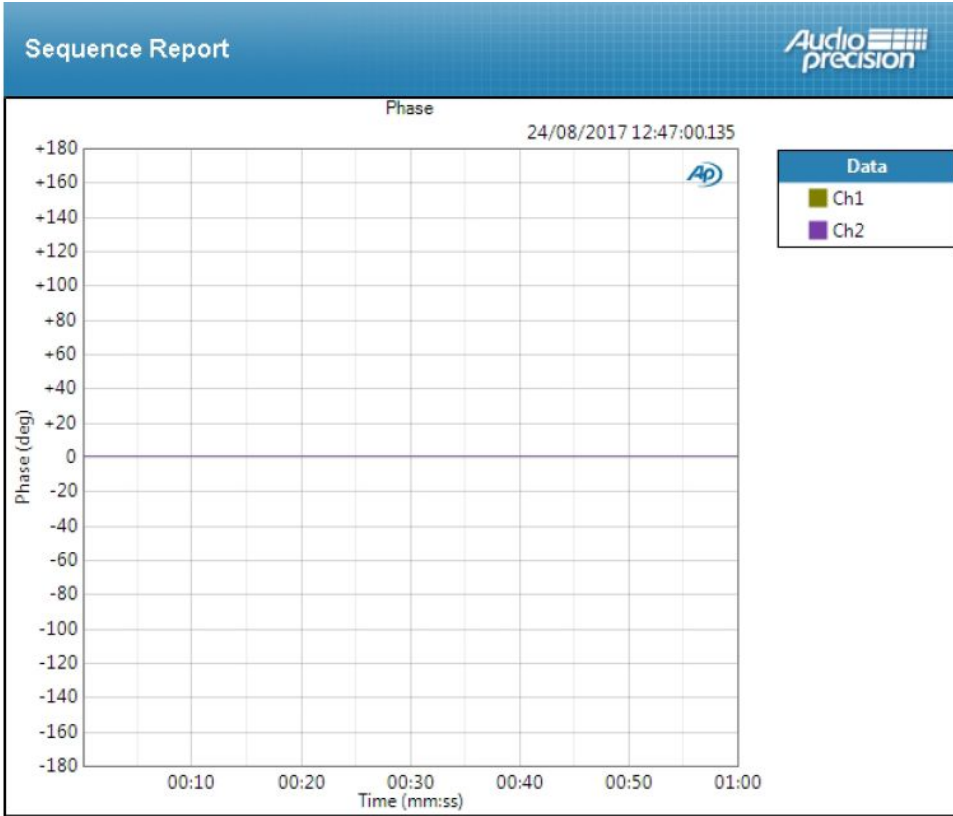 Sequence Report
Audio
precision
Phase
24/08/2017 12:47:00.135
AP
Data
Ch1
Ch2
Phase (deg)
+180
+160
+140
+120
+100
+80
+60
+40
+20
0
-20
-40
-60
-80
-100
-120
-140
-160
-180
00:10 00:20 00:30 00:40 00:50 01:00
Time (mm:ss)